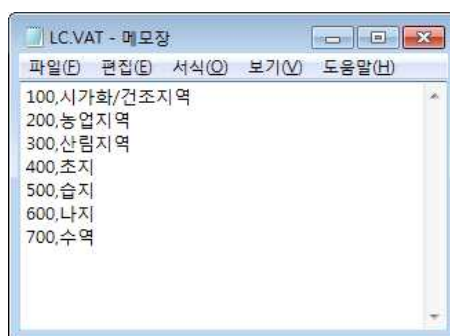 LC.VAT - 메모장
파일(F) 편집(E) 서식(O) 보기(V) 도움말(H)
100,시가화/건조지역
200,농업지역
300,산림지역
400,초지
500,습지
600,나지
700,수역